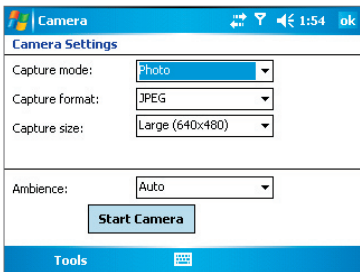 Camera 1:54 ok
Camera Settings
Capture mode: Photo
Capture format: JPEG
Capture size: Large (640x480)
Ambience: Auto
Start Camera
Tools